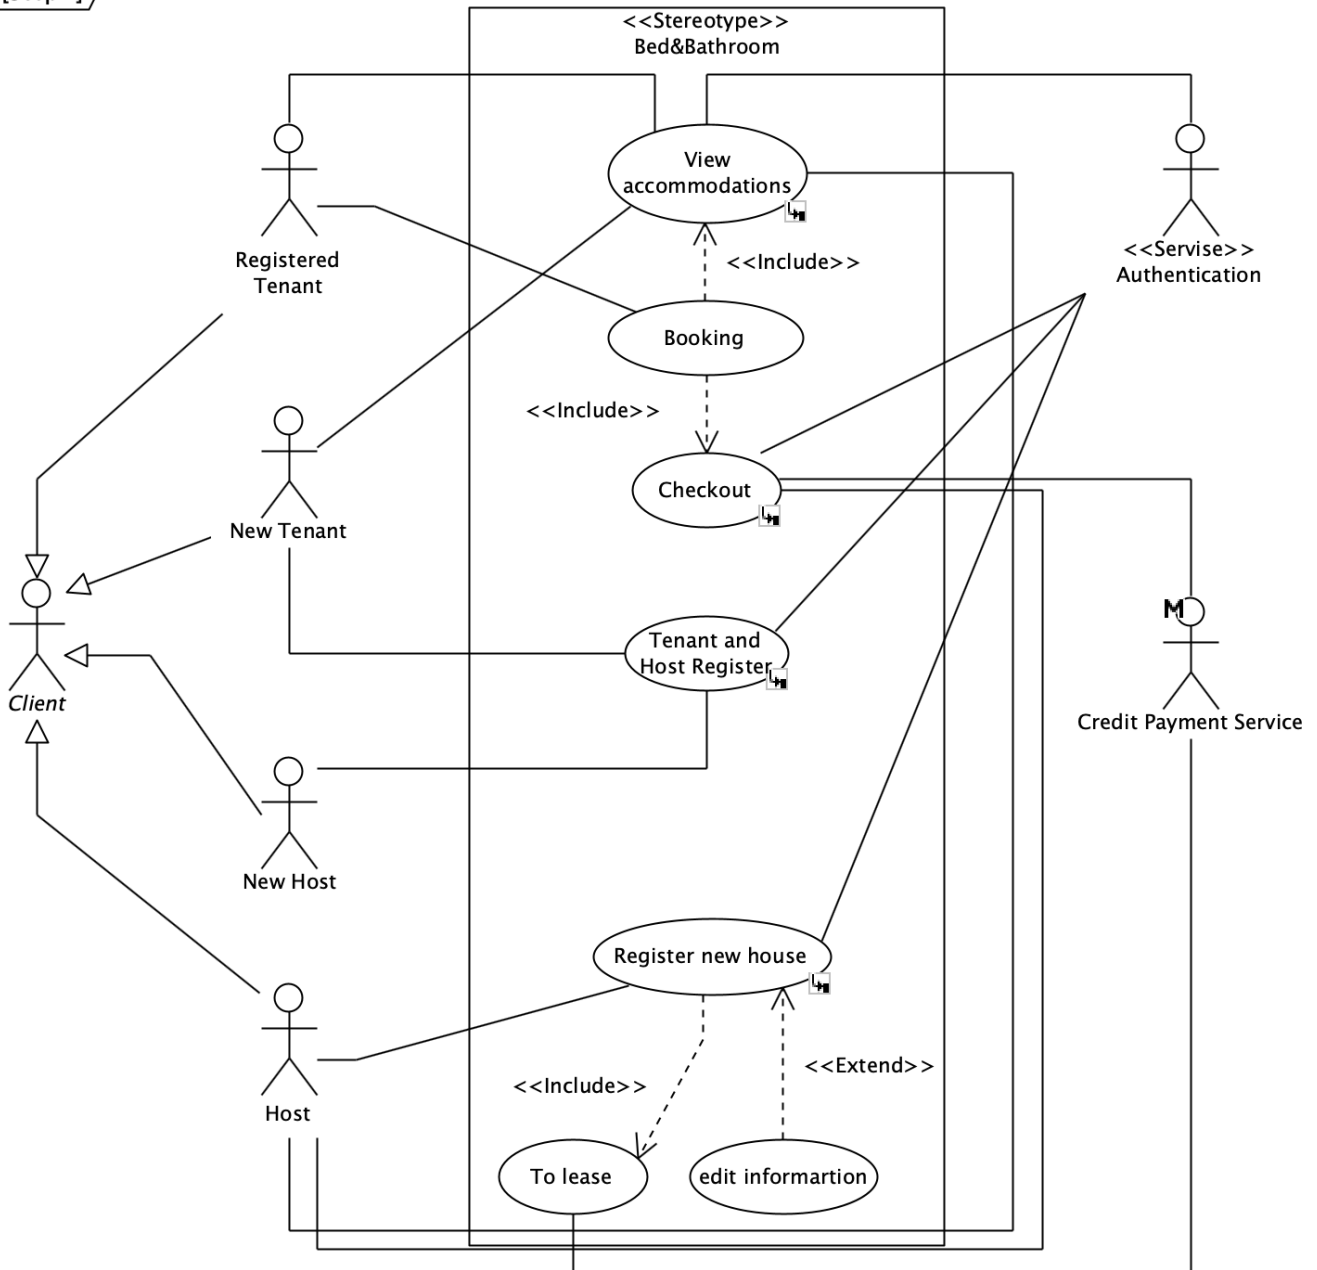 <<Stereotype>>
Bed&Bathroom
View
accommodations
<<Include>>
Registered
Tenant
<<Servise>>
Authentication
Booking
<<Include>>
Checkout
New Tenant
Tenant and
Host Register
Client
M
Credit Payment Service
New Host
Register new house
<<Include>>
<<Extend>>
Host
To lease
edit informartion